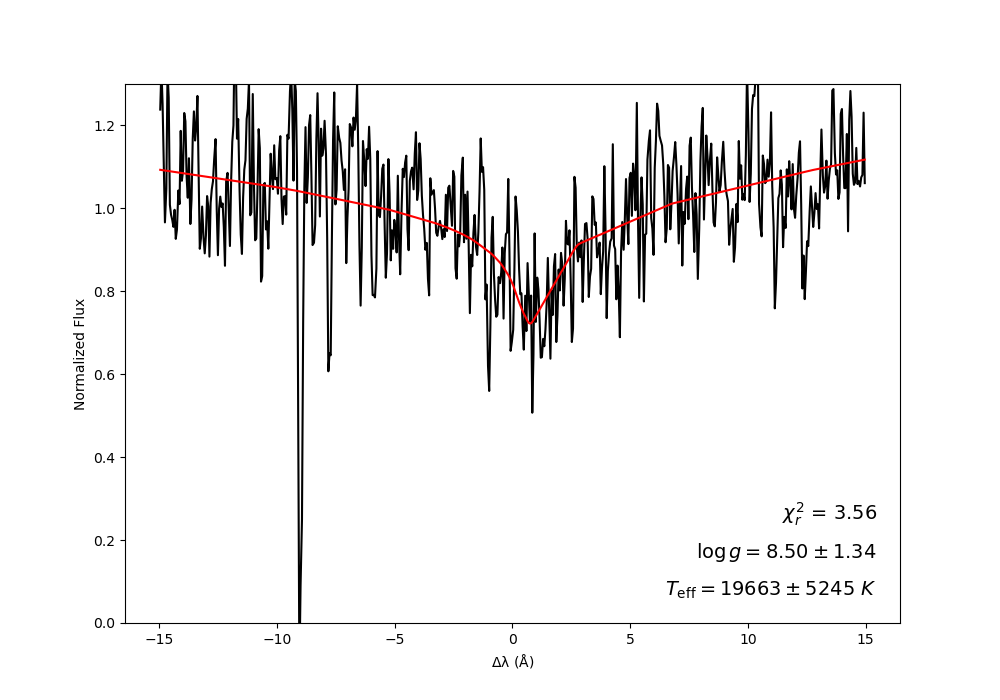 1.2
1.0
0.8
0.6
0.4
0.2
0.0
Normalized Flux
χ²ᵣ = 3.56
log g = 8.50 ± 1.34
T_eff = 19663 ± 5245 K
−15
−10
−5
0
5
10
15
Δλ (Å)